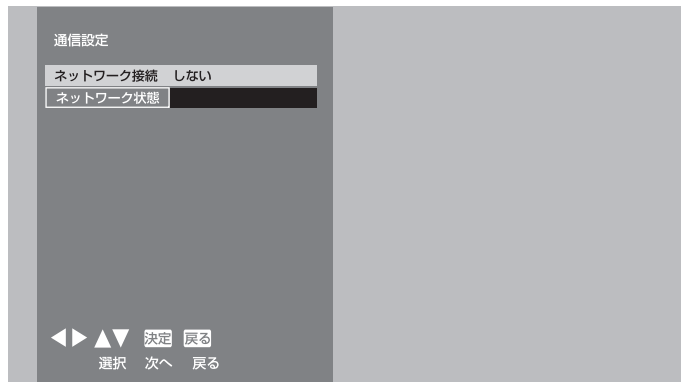 通信設定
ネットワーク接続 しない
ネットワーク状態
決定 戻る
選択 次へ 戻る